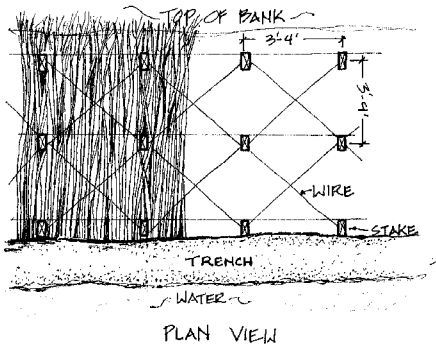 TOP OF BANK
3'-4'
3'-4'
WIRE
STAKE
TRENCH
WATER
PLAN VIEW